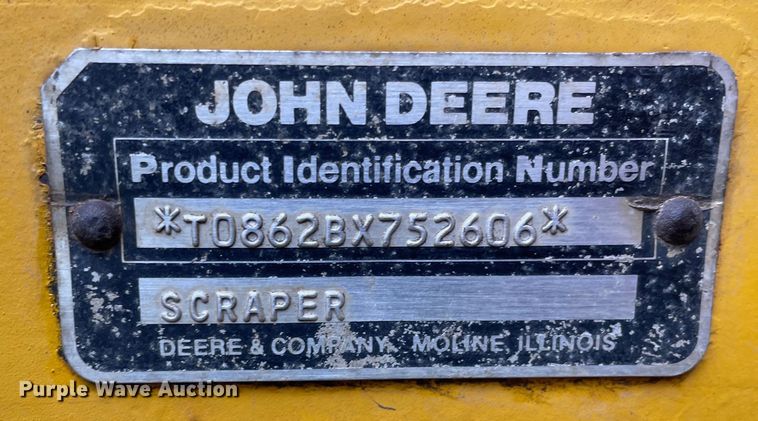 JOHN DEERE
Product Identification Number
*T0862BX752606*
SCRAPER
DEERE & COMPANY MOLINE ILLINOIS
Purple Wave Auction